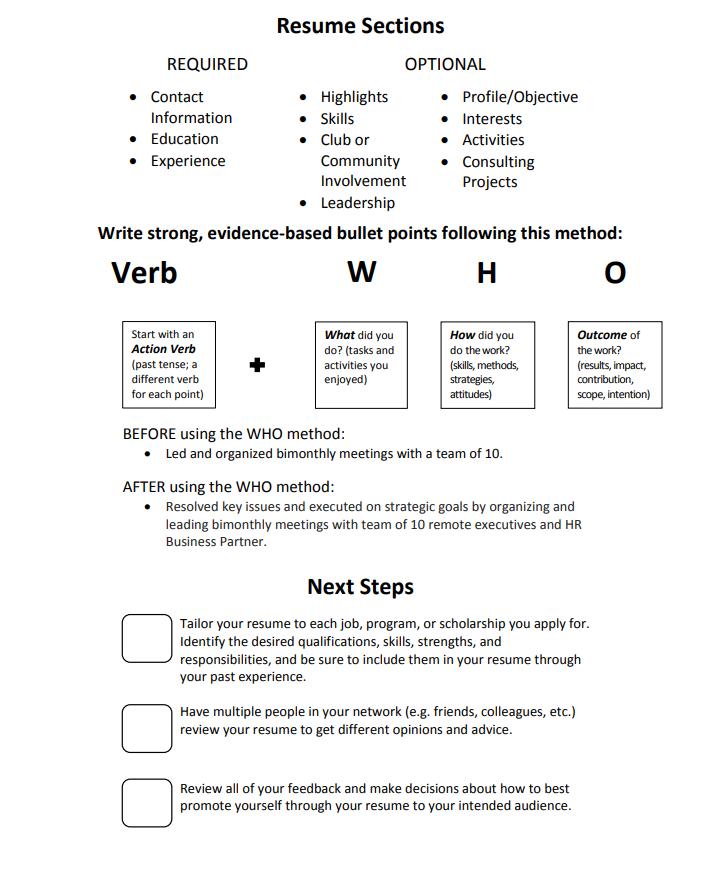 Resume Sections
REQUIRED
OPTIONAL
• Contact
Information
• Education
• Experience
• Highlights
• Skills
• Club or
Community
Involvement
• Leadership
• Profile/Objective
• Interests
• Activities
• Consulting
Projects
Write strong, evidence-based bullet points following this method:
Verb W H O
Start with an
Action Verb
(past tense; a
different verb
for each point)
+
What did you
do? (tasks and
activities you
enjoyed)
How did you
do the work?
(skills, methods,
strategies,
attitudes)
Outcome of
the work?
(results, impact,
contribution,
scope, intention)
BEFORE using the WHO method:
• Led and organized bimonthly meetings with a team of 10.
AFTER using the WHO method:
• Resolved key issues and executed on strategic goals by organizing and
leading bimonthly meetings with team of 10 remote executives and HR
Business Partner.
Next Steps
Tailor your resume to each job, program, or scholarship you apply for.
Identify the desired qualifications, skills, strengths, and
responsibilities, and be sure to include them in your resume through
your past experience.
Have multiple people in your network (e.g. friends, colleagues, etc.)
review your resume to get different opinions and advice.
Review all of your feedback and make decisions about how to best
promote yourself through your resume to your intended audience.